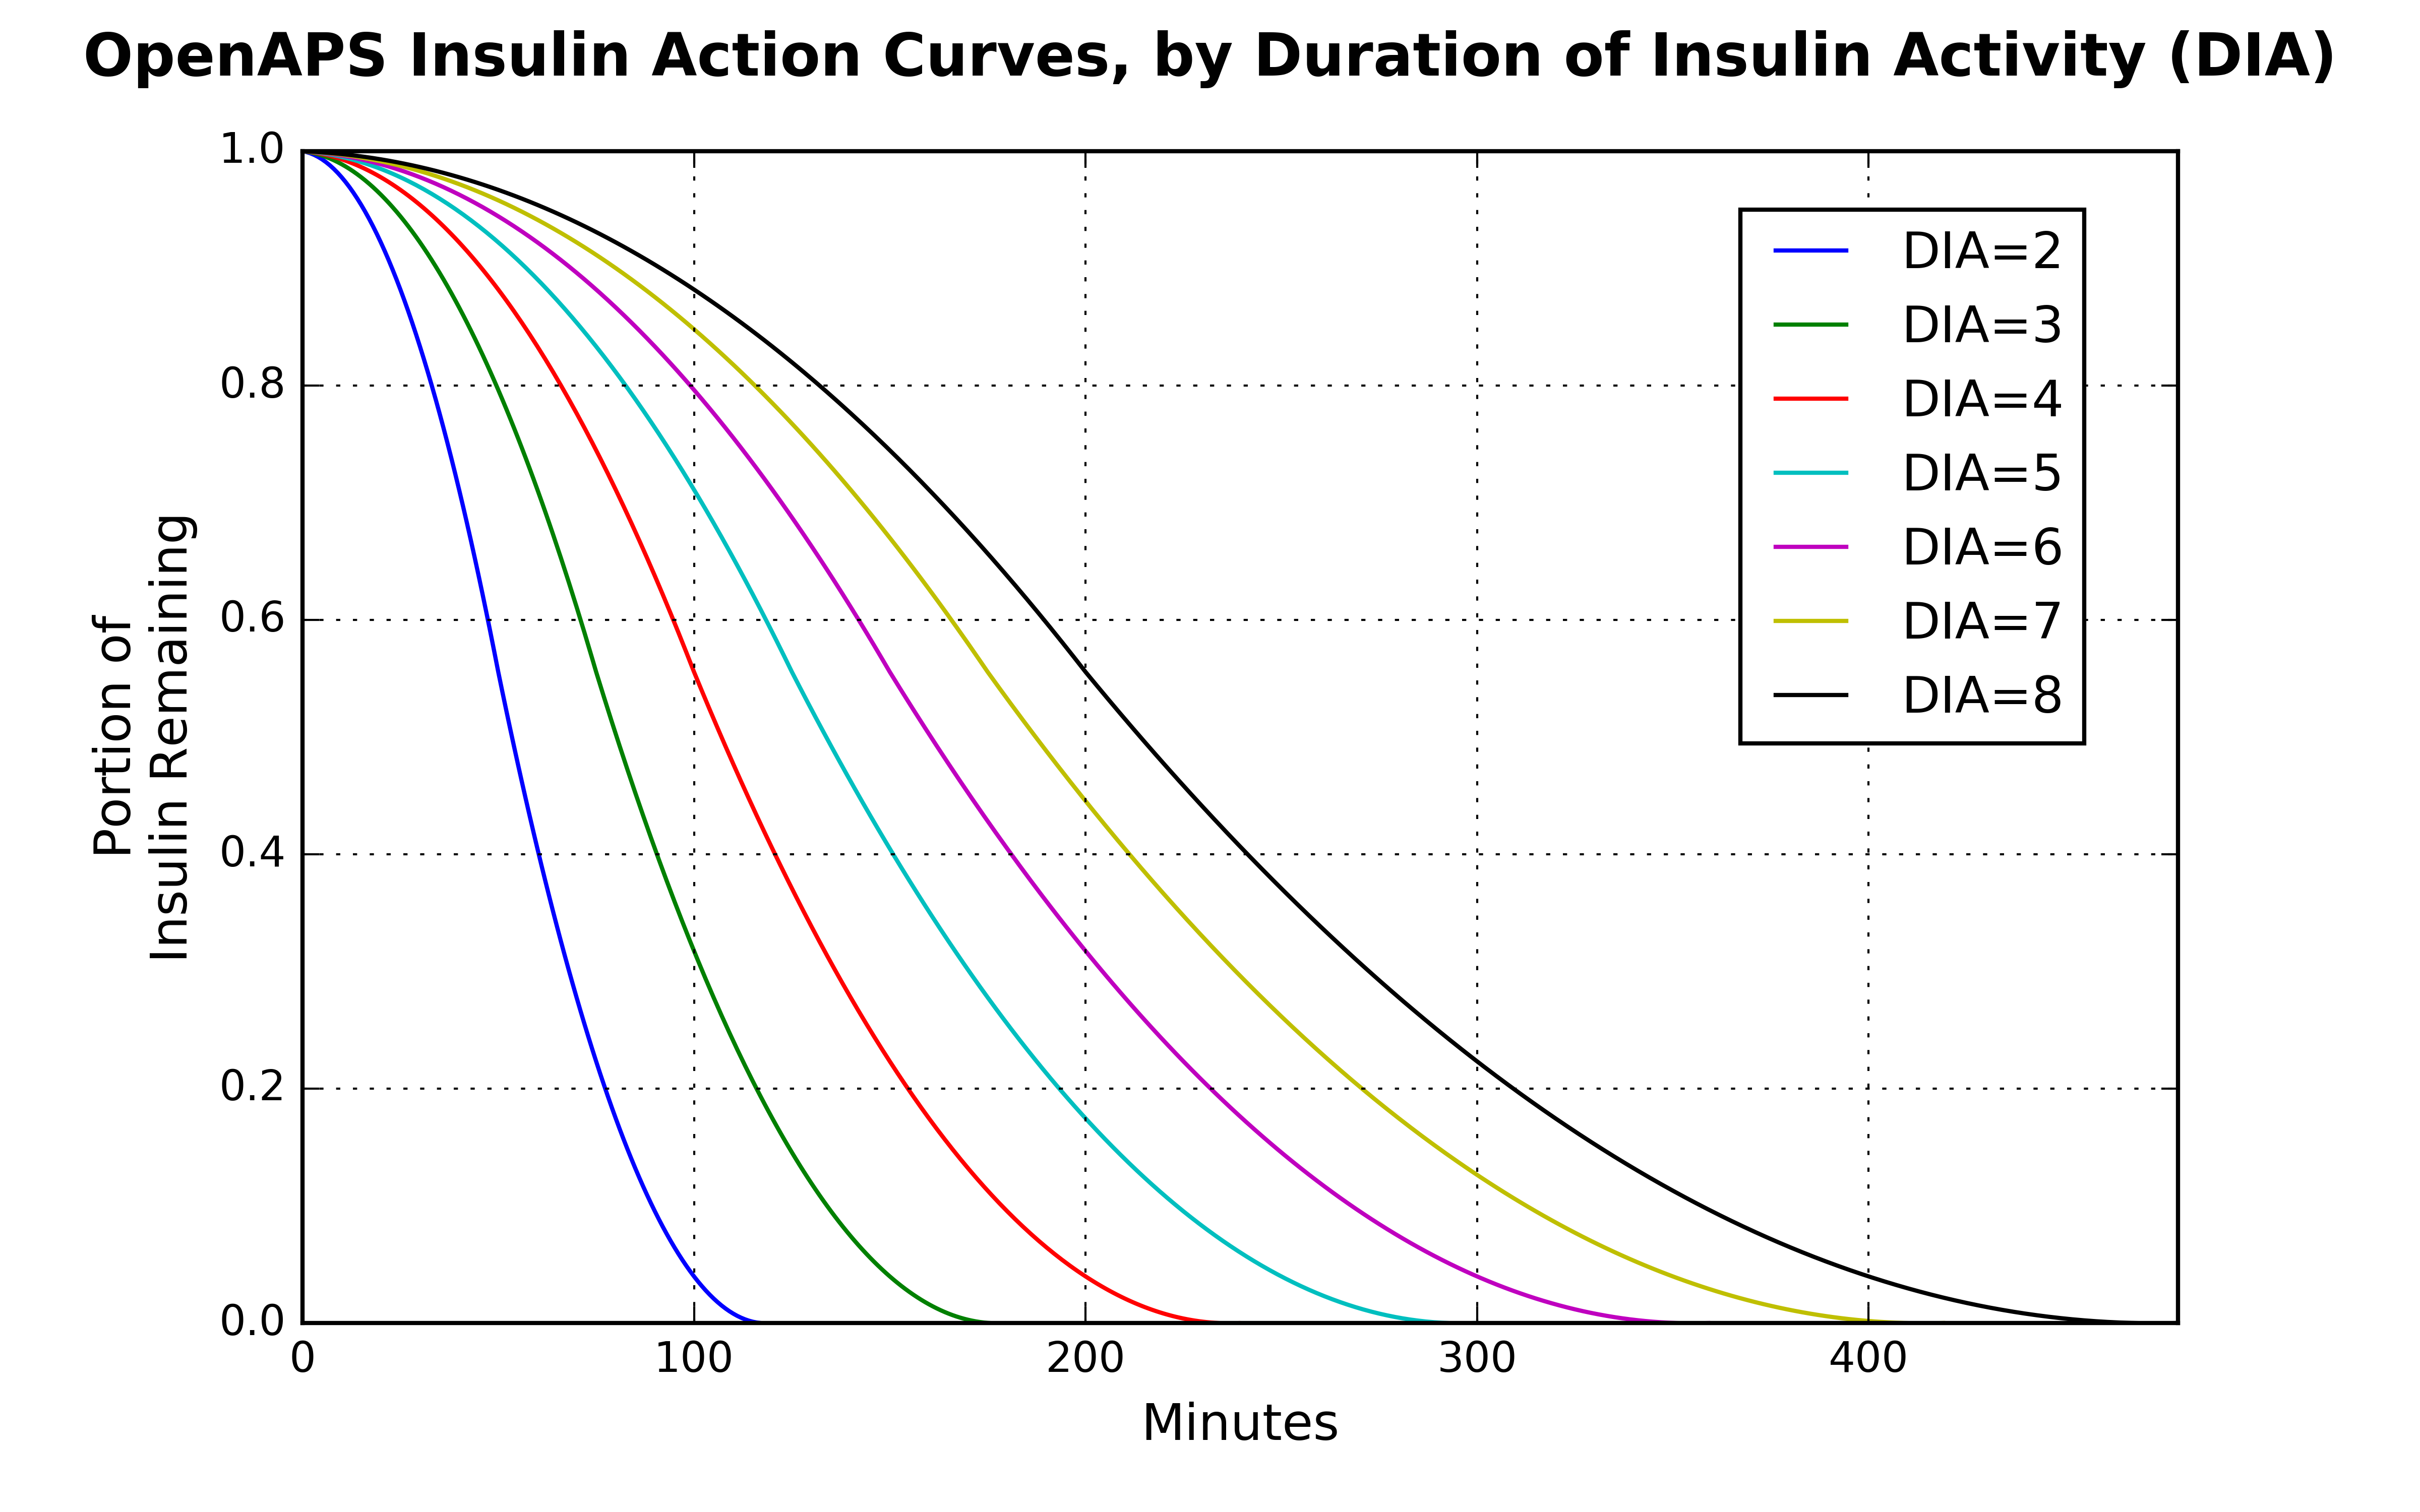 OpenAPS Insulin Action Curves, by Duration of Insulin Activity (DIA)
Portion of
Insulin Remaining
1.0
0.8
0.6
0.4
0.2
0.0
0
100
200
300
400
Minutes
DIA=2
DIA=3
DIA=4
DIA=5
DIA=6
DIA=7
DIA=8